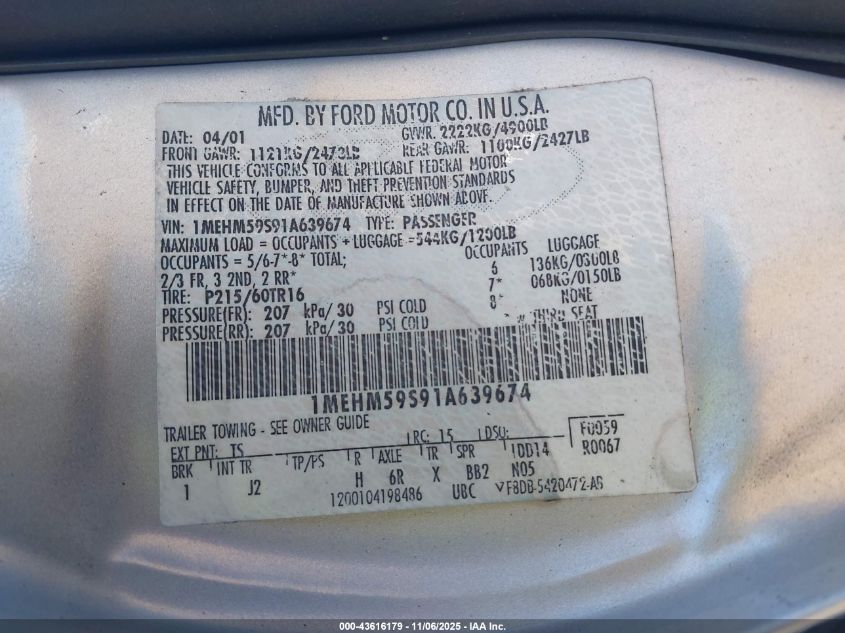 MFD. BY FORD MOTOR CO. IN U.S.A.
DATE: 04/01 GVWR: 2222KG/4900LB
FRONT GAWR: 1121KG/2470LB REAR GAWR: 1100KG/2427LB
THIS VEHICLE CONFORMS TO ALL APPLICABLE FEDERAL MOTOR
VEHICLE SAFETY, BUMPER, AND THEFT PREVENTION STANDARDS
IN EFFECT ON THE DATE OF MANUFACTURE SHOWN ABOVE.
VIN: 1MEHM59S91A639674 TYPE: PASSENGER
MAXIMUM LOAD = OCCUPANTS + LUGGAGE =544KG/1200LB
OCCUPANTS = 5/6-7*-8* TOTAL; OCCUPANTS LUGGAGE
2/3 FR, 3 2ND, 2 RR* 6 136KG/0300LB
TIRE: P215/60TR16 7* 068KG/0150LB
PRESSURE(FR): 207 kPa/ 30 PSI COLD 8* NONE
PRESSURE(RR): 207 kPa/ 30 PSI COLD * W THIRD SEAT
1MEHM59S91A639674
TRAILER TOWING - SEE OWNER GUIDE
EXT PNT: TS RC: 15 DSO: F0059
BRK INT TR TP/PS R AXLE TR SPR DD14 R0067
1 J2 H 6R X BB2 N05
1200104198486 UBC F8DB-5420472-AB
000-43616179 - 11/06/2025 - IAA Inc.